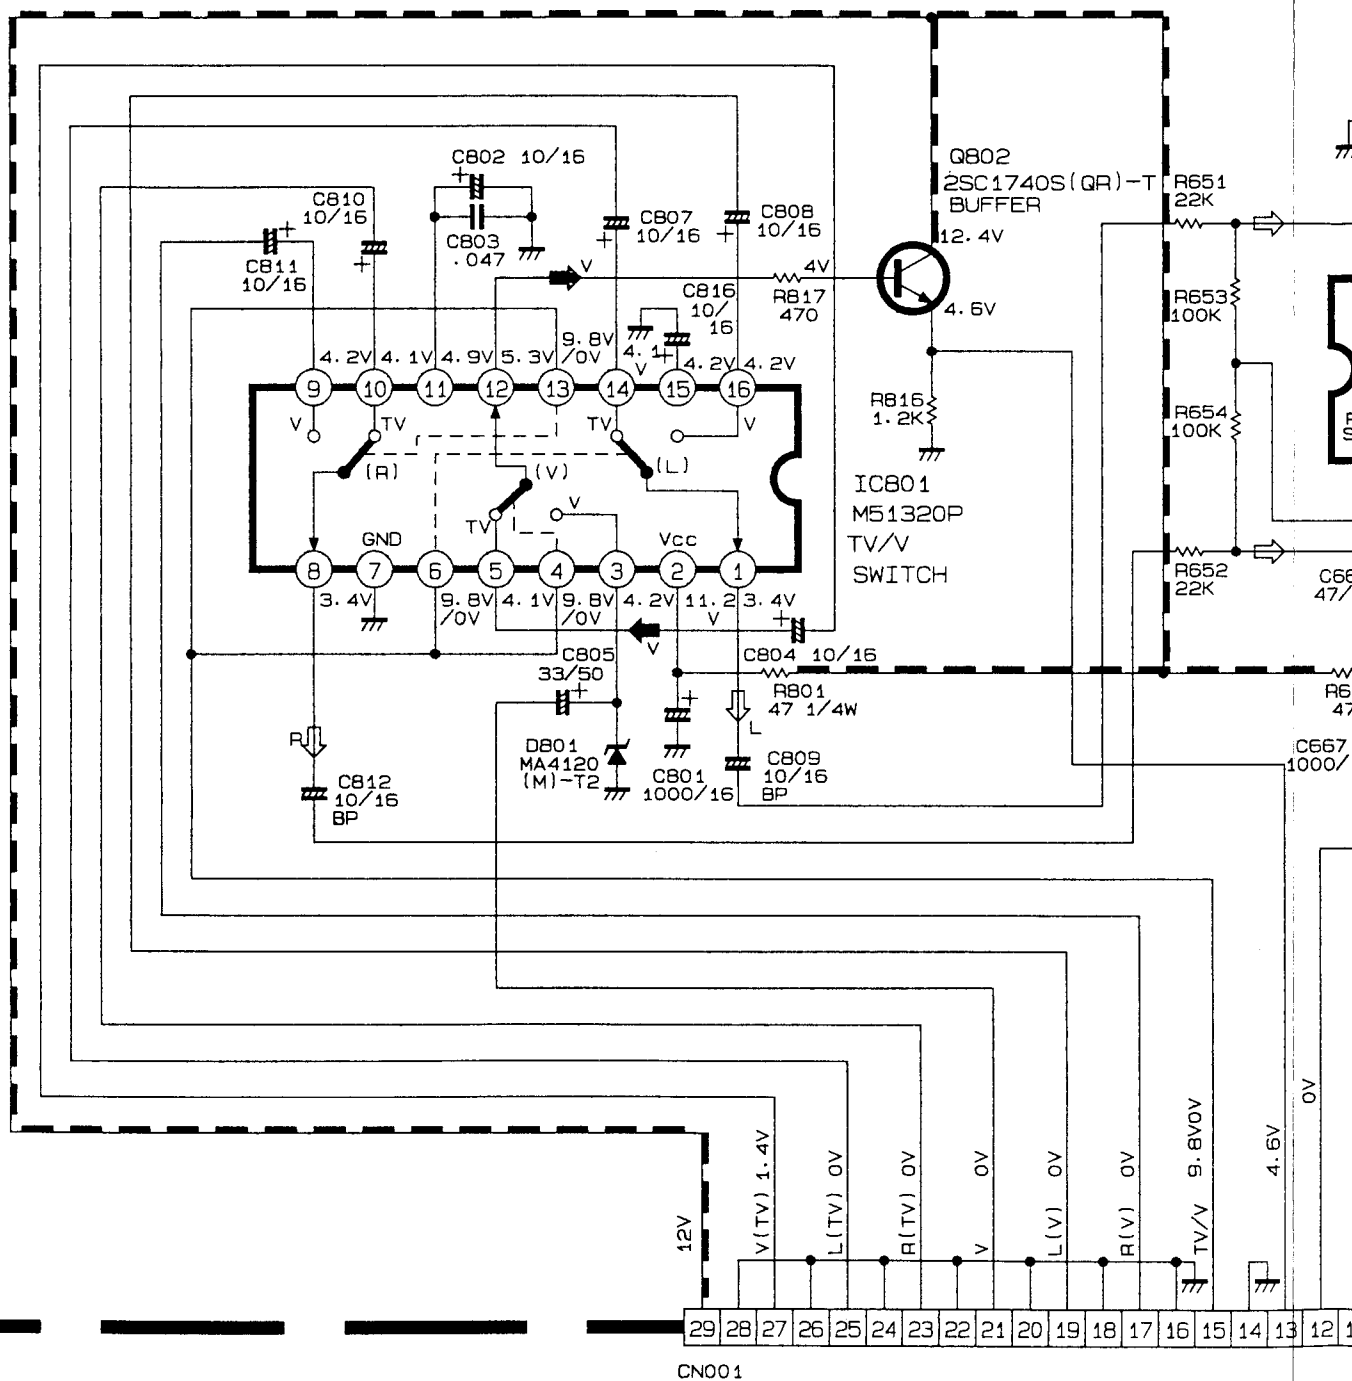 C802 10/16
C803
.047
C810
10/16
C811
10/16
C807
10/16
C808
10/16
C816
10/
16
V
R817
470
4V
Q802
2SC1740S(QR)-T
BUFFER
12.4V
4.6V
R816
1.2K
R651
22K
R653
100K
R654
100K
R652
22K
4.2V
4.1V
4.9V
5.3V
9.8V
/0V
4.1
V
4.2V
4.2V
9
10
11
12
13
14
15
16
V
TV
(R)
(V)
TV
V
TV
V
(L)
GND
Vcc
8
7
6
5
4
3
2
1
3.4V
9.8V
/0V
4.1V
9.8V
/0V
4.2V
11.2
V
3.4V
IC801
M51320P
TV/V
SWITCH
V
C804 10/16
C805
33/50
R801
47 1/4W
D801
MA4120
(M)-T2
C801
1000/16
L
C809
10/16
BP
R
C812
10/16
BP
C667
1000/
47/
47
12V
V(TV) 1.4V
L(TV) 0V
R(TV) 0V
V 0V
L(V) 0V
R(V) 0V
TV/V 9.8V0V
4.6V
0V
29 28 27 26 25 24 23 22 21 20 19 18 17 16 15 14 13 12
CN001